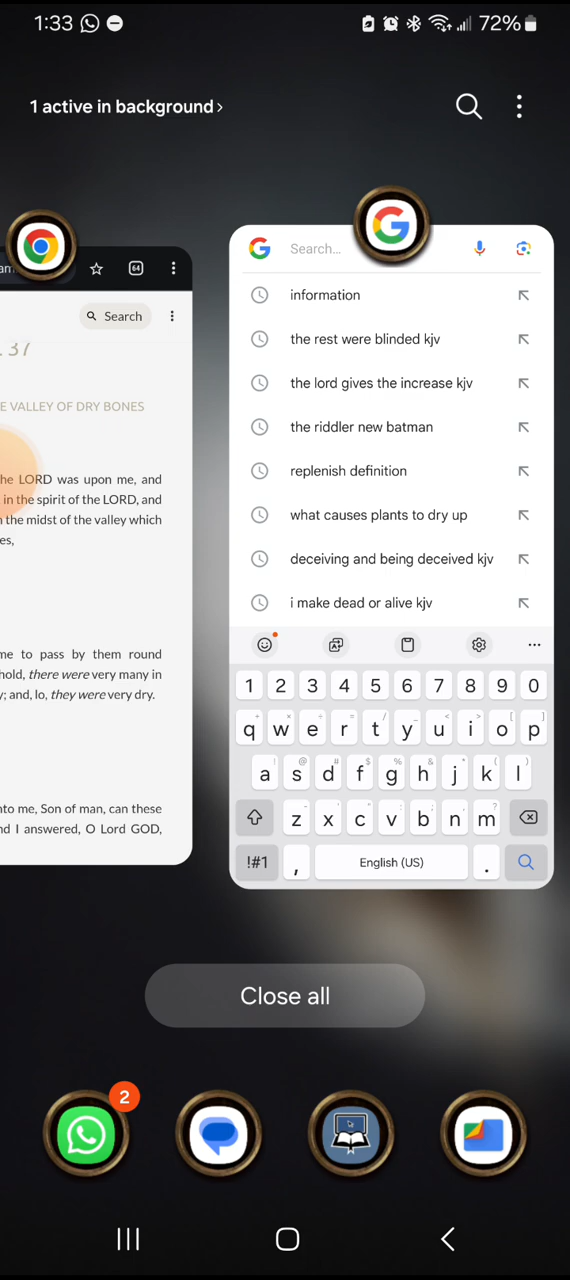 1:33
72%
1 active in background >
64
Search
37
VALLEY OF DRY BONES
he LORD was upon me, and
in the spirit of the LORD, and
the midst of the valley which
me to pass by them round
there were very many in
and, lo, they were very dry.
me, Son of man, can these
I answered, O Lord GOD,
Search...
information
the rest were blinded kjv
the lord gives the increase kjv
the riddler new batman
replenish definition
what causes plants to dry up
deceiving and being deceived kjv
i make dead or alive kjv
1 2 3 4 5 6 7 8 9 0
q w e r t y u i o p
a s d f g h j k l
z x c v b n m
!#1 , English (US) .
Close all
2